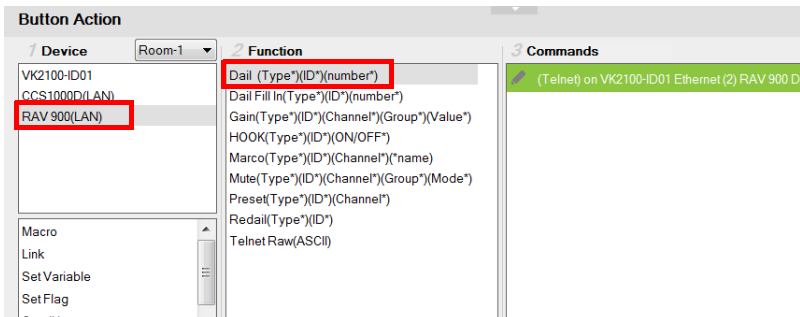 Button Action
1 Device
Room-1
2 Function
3 Commands
VK2100-ID01
CCS1000D(LAN)
RAV 900(LAN)
Dail (Type*)(ID*)(number*)
Dail Fill In(Type*)(ID*)(number*)
Gain(Type*)(ID*)(Channel*)(Group*)(Value*)
HOOK(Type*)(ID*)(ON/OFF*)
Marco(Type*)(ID*)(Channel*)(*name)
Mute(Type*)(ID*)(Channel*)(Group*)(Mode*)
Preset(Type*)(ID*)(Channel*)
Redail(Type*)(ID*)
Telnet Raw(ASCII)
(Telnet) on VK2100-ID01 Ethernet (2) RAV 900 D
Macro
Link
Set Variable
Set Flag